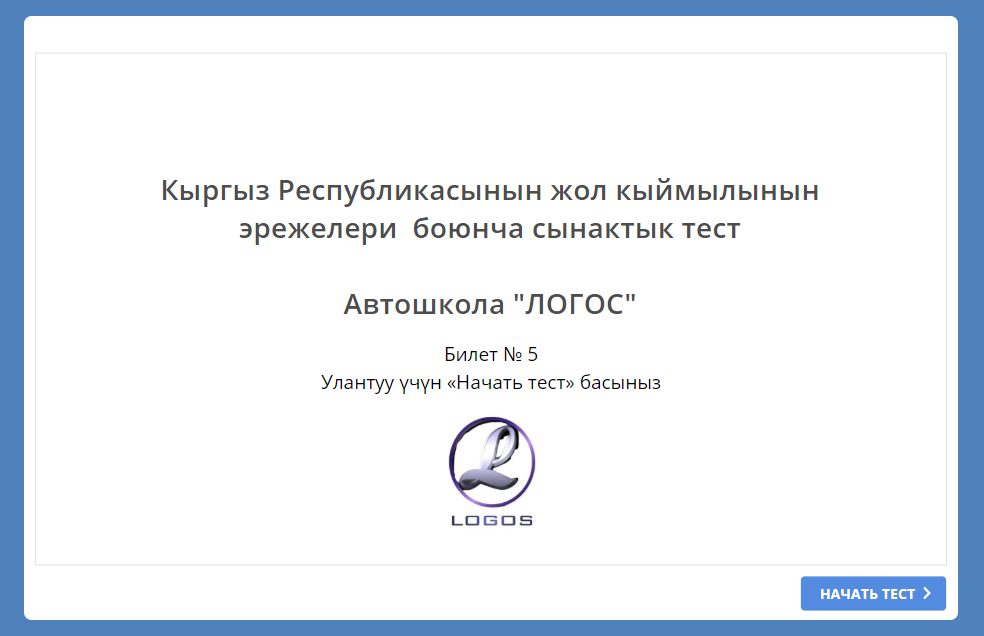 Кыргыз Республикасынын жол кыймылынын
эрежелери боюнча сынактык тест
Автошкола "ЛОГОС"
Билет № 5
Улантуу үчүн «Начать тест» басыныз
LOGOS
НАЧАТЬ ТЕСТ